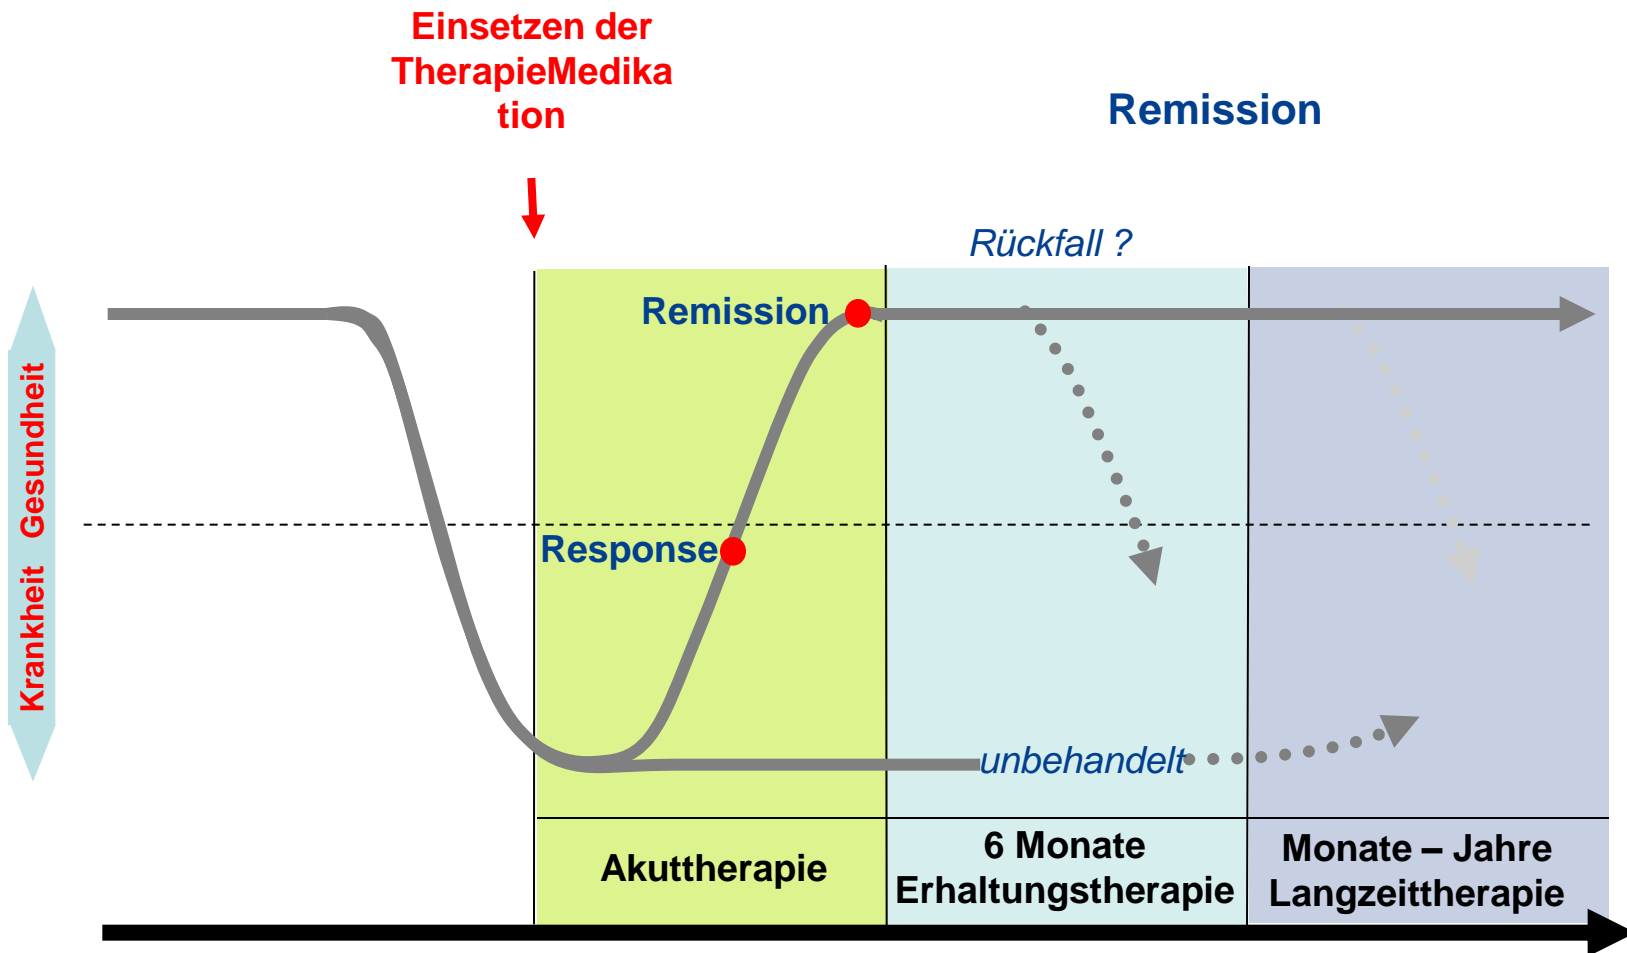 Einsetzen der
TherapieMedika
tion
Remission
Rückfall ?
Remission
Gesundheit
Krankheit
Response
unbehandelt
Akuttherapie
6 Monate
Erhaltungstherapie
Monate – Jahre
Langzeittherapie